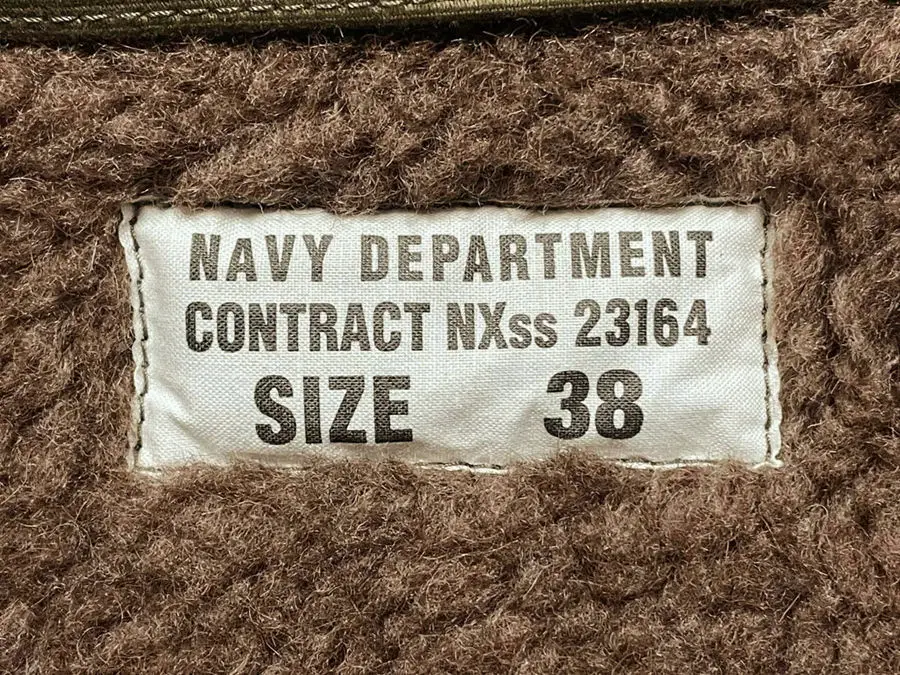 NAVY DEPARTMENT
CONTRACT NXss 23164
SIZE 38